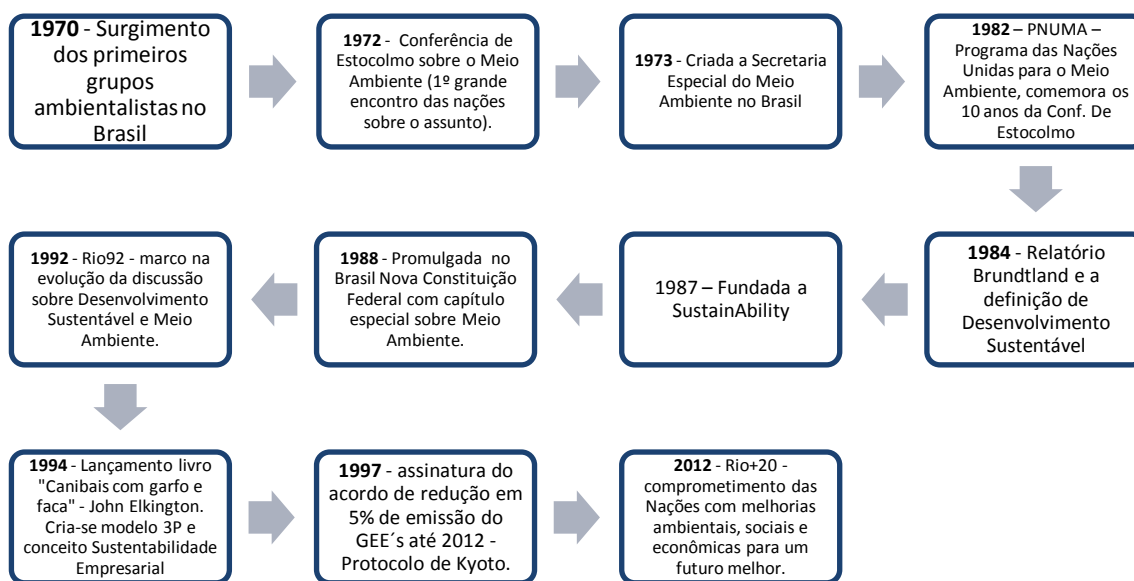 1970 - Surgimento
dos primeiros
grupos
ambientalistas no
Brasil
1972 - Conferência de
Estocolmo sobre o Meio
Ambiente (1º grande
encontro das nações
sobre o assunto).
1973 - Criada a Secretaria
Especial do Meio
Ambiente no Brasil
1982 – PNUMA –
Programa das Nações
Unidas para o Meio
Ambiente, comemora os
10 anos da Conf. De
Estocolmo
1984 - Relatório
Brundtland e a
definição de
Desenvolvimento
Sustentável
1987 – Fundada a
SustainAbility
1988 - Promulgada no
Brasil Nova Constituição
Federal com capítulo
especial sobre Meio
Ambiente.
1992 - Rio92 - marco na
evolução da discussão
sobre Desenvolvimento
Sustentável e Meio
Ambiente.
1994 - Lançamento livro
"Canibais com garfo e
faca" - John Elkington.
Cria-se modelo 3P e
conceito Sustentabilidade
Empresarial
1997 - assinatura do
acordo de redução em
5% de emissão do
GEE´s até 2012 -
Protocolo de Kyoto.
2012 - Rio+20 -
comprometimento das
Nações com melhorias
ambientais, sociais e
econômicas para um
futuro melhor.